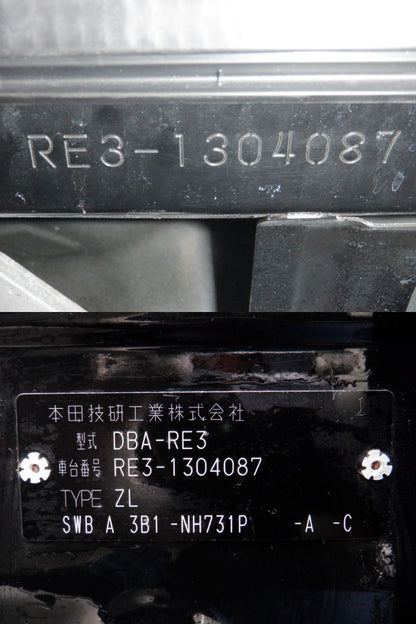 RE3-1304087
本田技研工業株式会社
型式 DBA-RE3
車台番号 RE3-1304087
TYPE ZL
SWB A 3B1 -NH731P -A -C